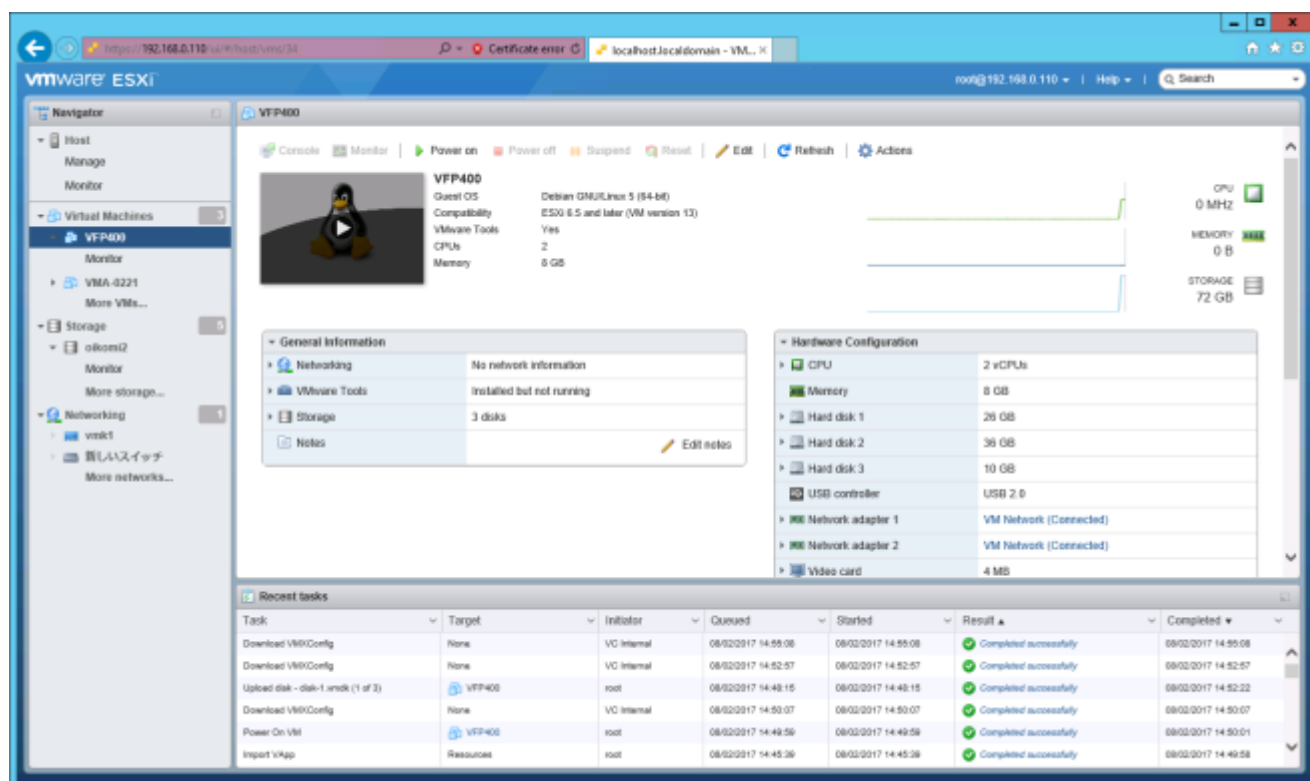 https://192.168.0.110/ui/#/host/vms/34
Certificate error
localhost.localdomain - VM...
vmware ESXi
root@192.168.0.110
Help
Search
Navigator
VFP400
Host
Manage
Monitor
Virtual Machines 3
VFP400
Monitor
VMA-0221
More VMs...
Storage 5
oikomi2
Monitor
More storage...
Networking 1
vmk1
新しいスイッチ
More networks...
Console Monitor Power on Power off Suspend Reset Edit Refresh Actions
VFP400
Guest OS Debian GNU/Linux 5 (64-bit)
Compatibility ESXi 6.5 and later (VM version 13)
VMware Tools Yes
CPUs 2
Memory 8 GB
CPU
0 MHz
MEMORY
0 B
STORAGE
72 GB
General Information
Networking No network information
VMware Tools Installed but not running
Storage 3 disks
Notes Edit notes
Hardware Configuration
CPU 2 vCPUs
Memory 8 GB
Hard disk 1 26 GB
Hard disk 2 36 GB
Hard disk 3 10 GB
USB controller USB 2.0
Network adapter 1 VM Network (Connected)
Network adapter 2 VM Network (Connected)
Video card 4 MB
Recent tasks
Task Target Initiator Queued Started Result Completed
Download VMXConfig None VC Internal 08/02/2017 14:55:08 08/02/2017 14:55:08 Completed successfully 08/02/2017 14:55:08
Download VMXConfig None VC Internal 08/02/2017 14:52:57 08/02/2017 14:52:57 Completed successfully 08/02/2017 14:52:57
Upload disk - disk-1.vmdk (1 of 3) VFP400 root 08/02/2017 14:48:15 08/02/2017 14:48:15 Completed successfully 08/02/2017 14:52:22
Download VMXConfig None VC Internal 08/02/2017 14:50:07 08/02/2017 14:50:07 Completed successfully 08/02/2017 14:50:07
Power On VM VFP400 root 08/02/2017 14:49:59 08/02/2017 14:49:59 Completed successfully 08/02/2017 14:50:01
Import VApp Resources root 08/02/2017 14:45:39 08/02/2017 14:45:39 Completed successfully 08/02/2017 14:49:58